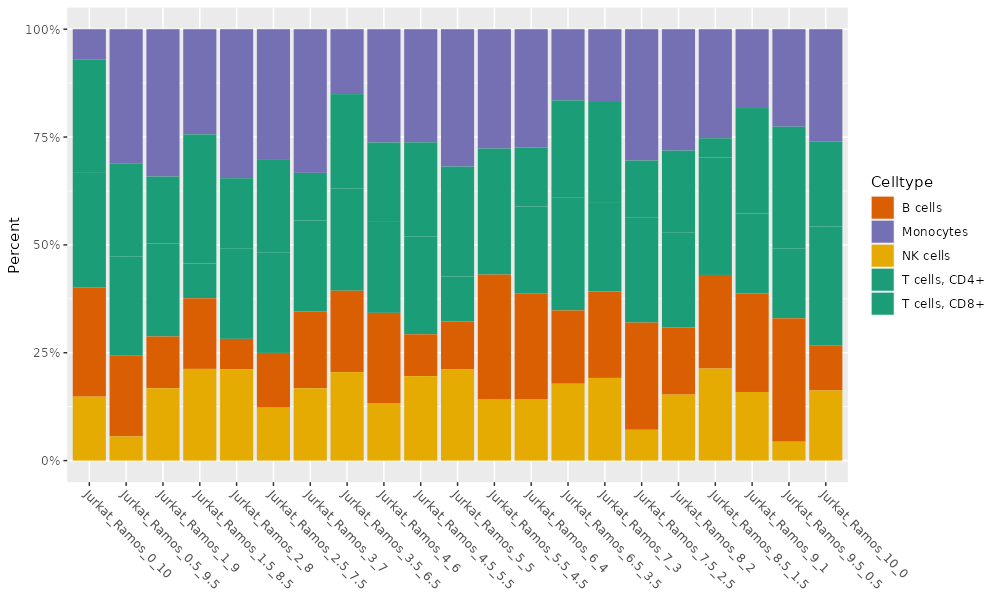 100%
75%
50%
25%
0%
Percent
Celltype
B cells
Monocytes
NK cells
T cells, CD4+
T cells, CD8+
Jurkat_Ramos_0_10
Jurkat_Ramos_0.5_9.5
Jurkat_Ramos_1_9
Jurkat_Ramos_1.5_8.5
Jurkat_Ramos_2_8
Jurkat_Ramos_2.5_7.5
Jurkat_Ramos_3_7
Jurkat_Ramos_3.5_6.5
Jurkat_Ramos_4_6
Jurkat_Ramos_4.5_5.5
Jurkat_Ramos_5_5
Jurkat_Ramos_5.5_4.5
Jurkat_Ramos_6_4
Jurkat_Ramos_6.5_3.5
Jurkat_Ramos_7_3
Jurkat_Ramos_7.5_2.5
Jurkat_Ramos_8_2
Jurkat_Ramos_8.5_1.5
Jurkat_Ramos_9_1
Jurkat_Ramos_9.5_0.5
Jurkat_Ramos_10_0